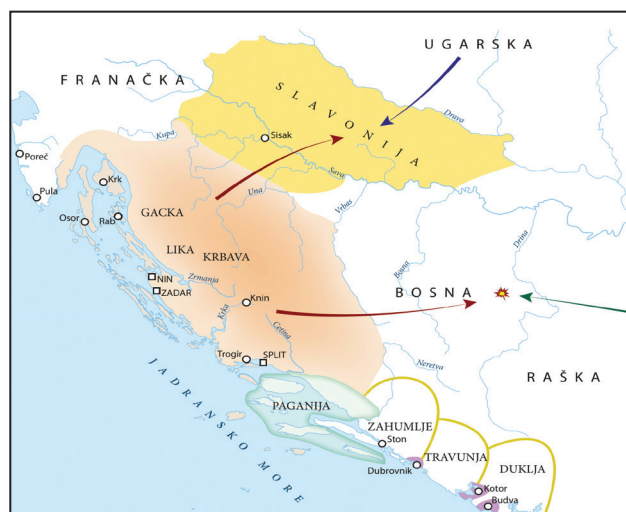 UGARSKA
FRANAČKA
SLAVONIJA
Drava
Kupa
Sisak
Sava
Poreč
Krk
Pula
Una
Vrbas
Osor
Rab
GACKA
Drina
LIKA
KRBAVA
Bosna
Zrmanja
NIN
ZADAR
BOSNA
Knin
Krka
Cetina
Trogir
SPLIT
Neretva
RAŠKA
JADRANSKO MORE
PAGANIJA
ZAHUMLJE
Ston
TRAVUNJA
Dubrovnik
DUKLJA
Kotor
Budva